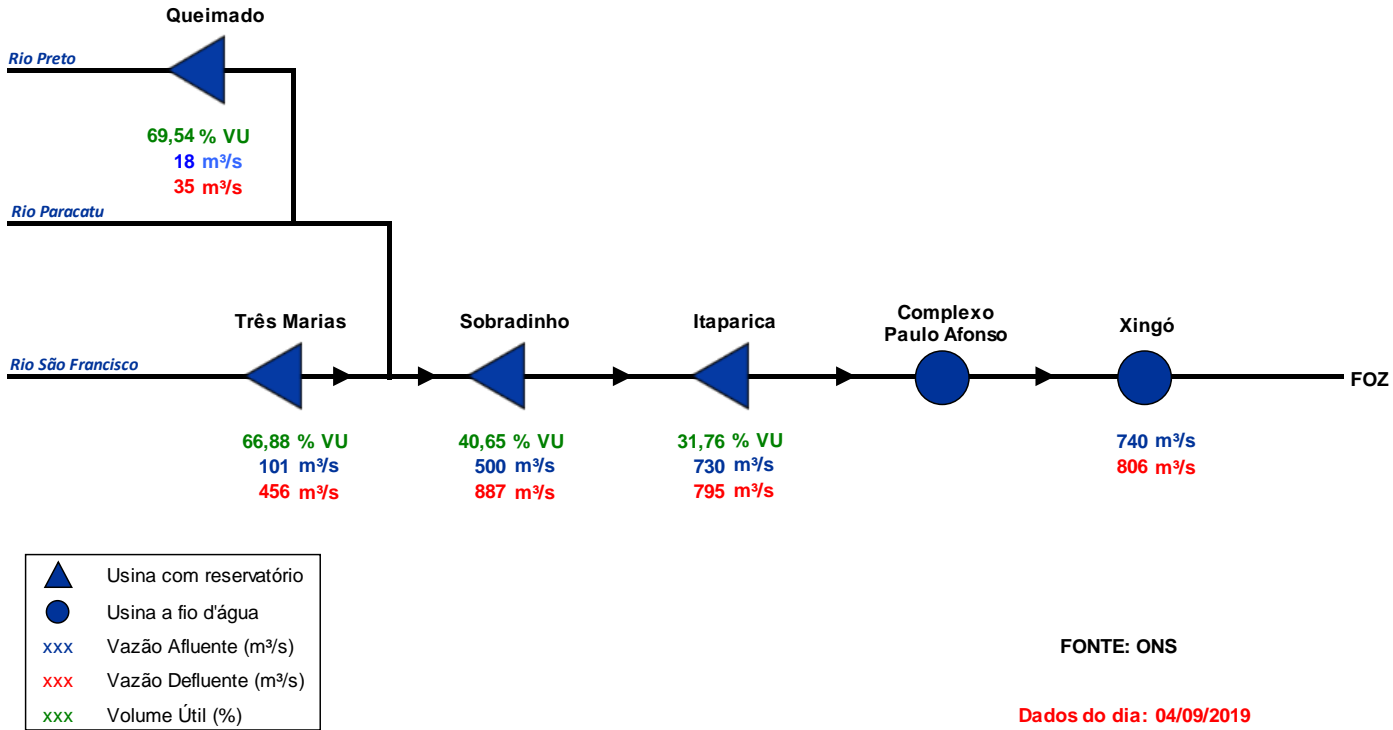 Queimado
Rio Preto
69,54 % VU
18 m³/s
35 m³/s
Rio Paracatu
Três Marias
Sobradinho
Itaparica
Complexo
Paulo Afonso
Xingó
Rio São Francisco
FOZ
66,88 % VU
101 m³/s
456 m³/s
40,65 % VU
500 m³/s
887 m³/s
31,76 % VU
730 m³/s
795 m³/s
740 m³/s
806 m³/s
Usina com reservatório
Usina a fio d'água
xxx Vazão Afluente (m³/s)
xxx Vazão Defluente (m³/s)
xxx Volume Útil (%)
FONTE: ONS
Dados do dia: 04/09/2019